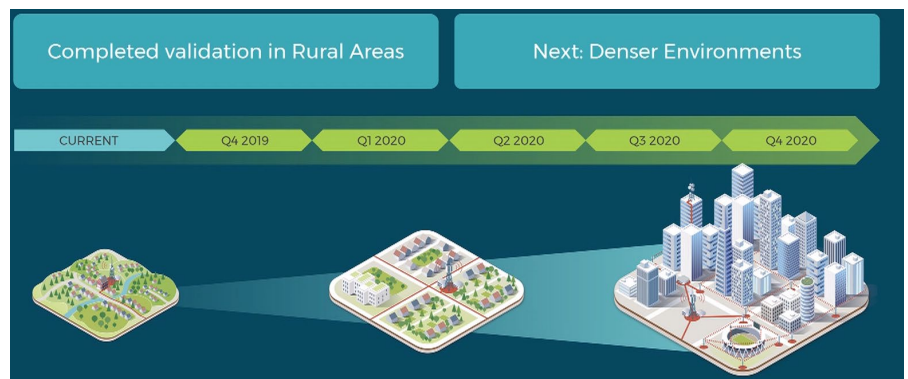 Completed validation in Rural Areas
Next: Denser Environments
CURRENT
Q4 2019
Q1 2020
Q2 2020
Q3 2020
Q4 2020